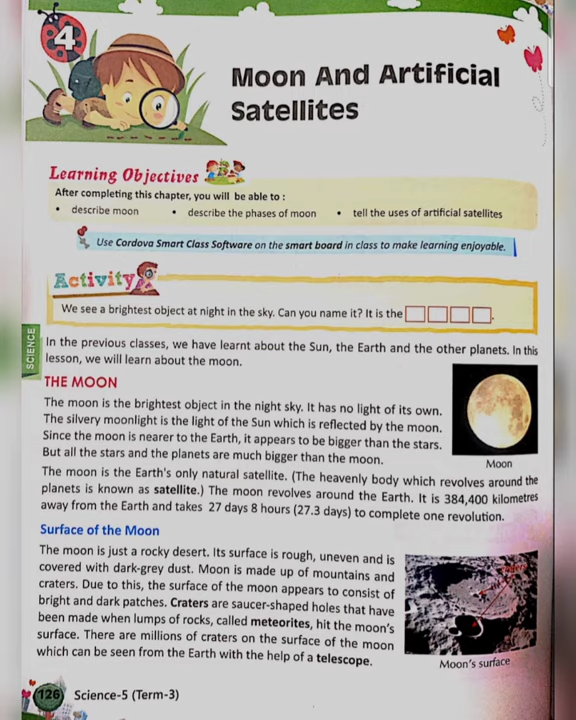 4
Moon And Artificial
Satellites
Learning Objectives
After completing this chapter, you will be able to :
• describe moon • describe the phases of moon • tell the uses of artificial satellites
Use Cordova Smart Class Software on the smart board in class to make learning enjoyable.
Activity
We see a brightest object at night in the sky. Can you name it? It is the
SCIENCE
In the previous classes, we have learnt about the Sun, the Earth and the other planets. In this
lesson, we will learn about the moon.
THE MOON
The moon is the brightest object in the night sky. It has no light of its own.
The silvery moonlight is the light of the Sun which is reflected by the moon.
Since the moon is nearer to the Earth, it appears to be bigger than the stars.
But all the stars and the planets are much bigger than the moon.
Moon
The moon is the Earth's only natural satellite. (The heavenly body which revolves around the
planets is known as satellite.) The moon revolves around the Earth. It is 384,400 kilometres
away from the Earth and takes 27 days 8 hours (27.3 days) to complete one revolution.
Surface of the Moon
The moon is just a rocky desert. Its surface is rough, uneven and is
covered with dark-grey dust. Moon is made up of mountains and
craters. Due to this, the surface of the moon appears to consist of
bright and dark patches. Craters are saucer-shaped holes that have
been made when lumps of rocks, called meteorites, hit the moon's
surface. There are millions of craters on the surface of the moon
which can be seen from the Earth with the help of a telescope.
Moon's surface
126 Science-5 (Term-3)